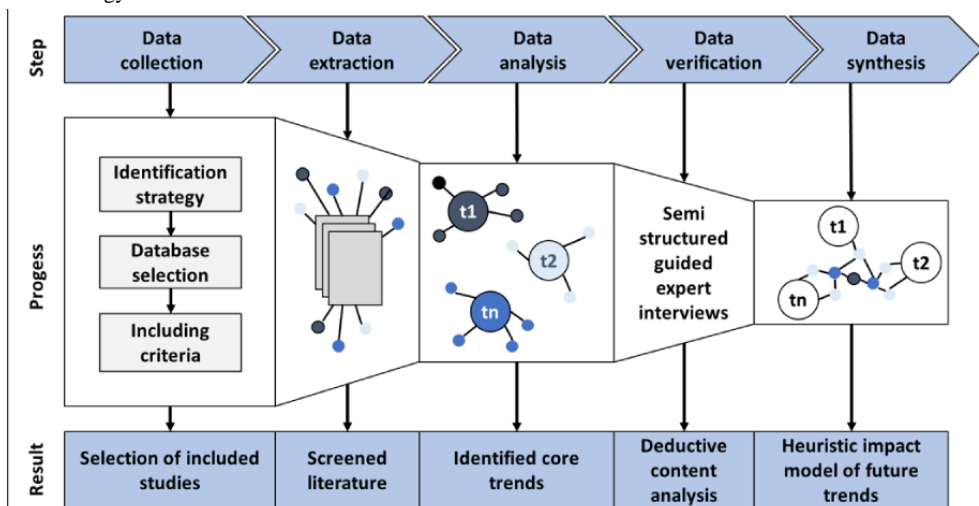 Step
Data
collection
Data
extraction
Data
analysis
Data
verification
Data
synthesis
Progess
Identification
strategy
Database
selection
Including
criteria
t1
t2
tn
Semi
structured
guided
expert
interviews
t1
t2
tn
Result
Selection of included
studies
Screened
literature
Identified core
trends
Deductive
content
analysis
Heuristic impact
model of future
trends